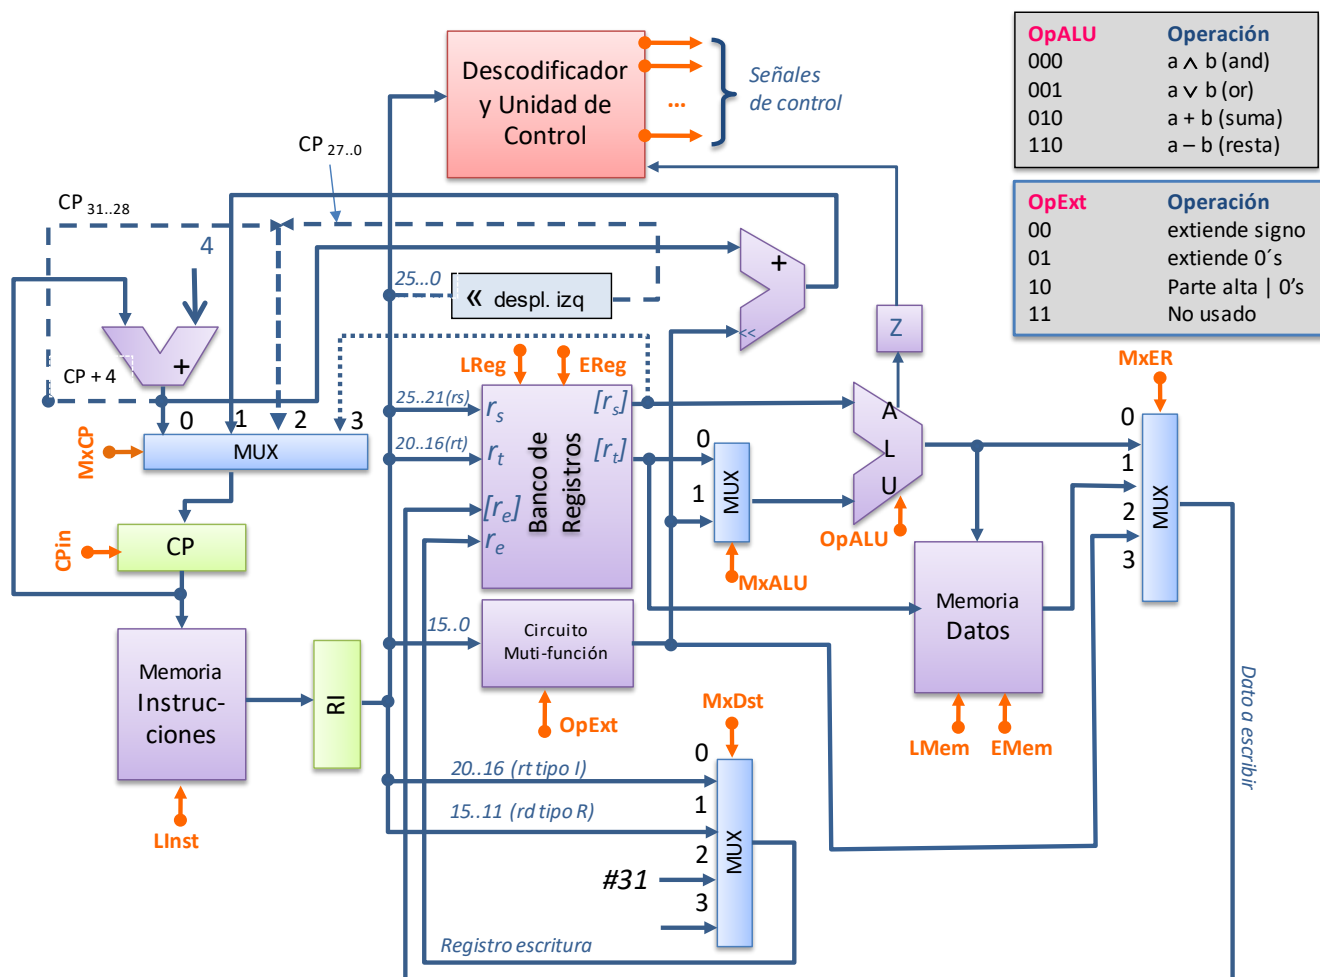 OpALU Operación
000 a ∧ b (and)
001 a ∨ b (or)
010 a + b (suma)
110 a – b (resta)
OpExt Operación
00 extiende signo
01 extiende 0´s
10 Parte alta | 0's
11 No usado
Descodificador
y Unidad de
Control
...
Señales
de control
CP 27..0
CP 31..28
4
+
CP + 4
25...0
« despl. izq
+
<<
Z
0 1 2 3
MxCP
MUX
CPin
CP
Memoria
Instruc-
ciones
LInst
RI
LReg EReg
25..21(rs)
20..16(rt)
rs
rt
[re]
re
Banco de
Registros
[rs]
[rt]
15..0
Circuito
Muti-función
OpExt
0
1
MUX
MxALU
A
L
U
OpALU
Memoria
Datos
LMem EMem
MxER
0
1
2
3
MUX
Dato a escribir
MxDst
0
1
2
3
MUX
20..16 (rt tipo I)
15..11 (rd tipo R)
#31
Registro escritura